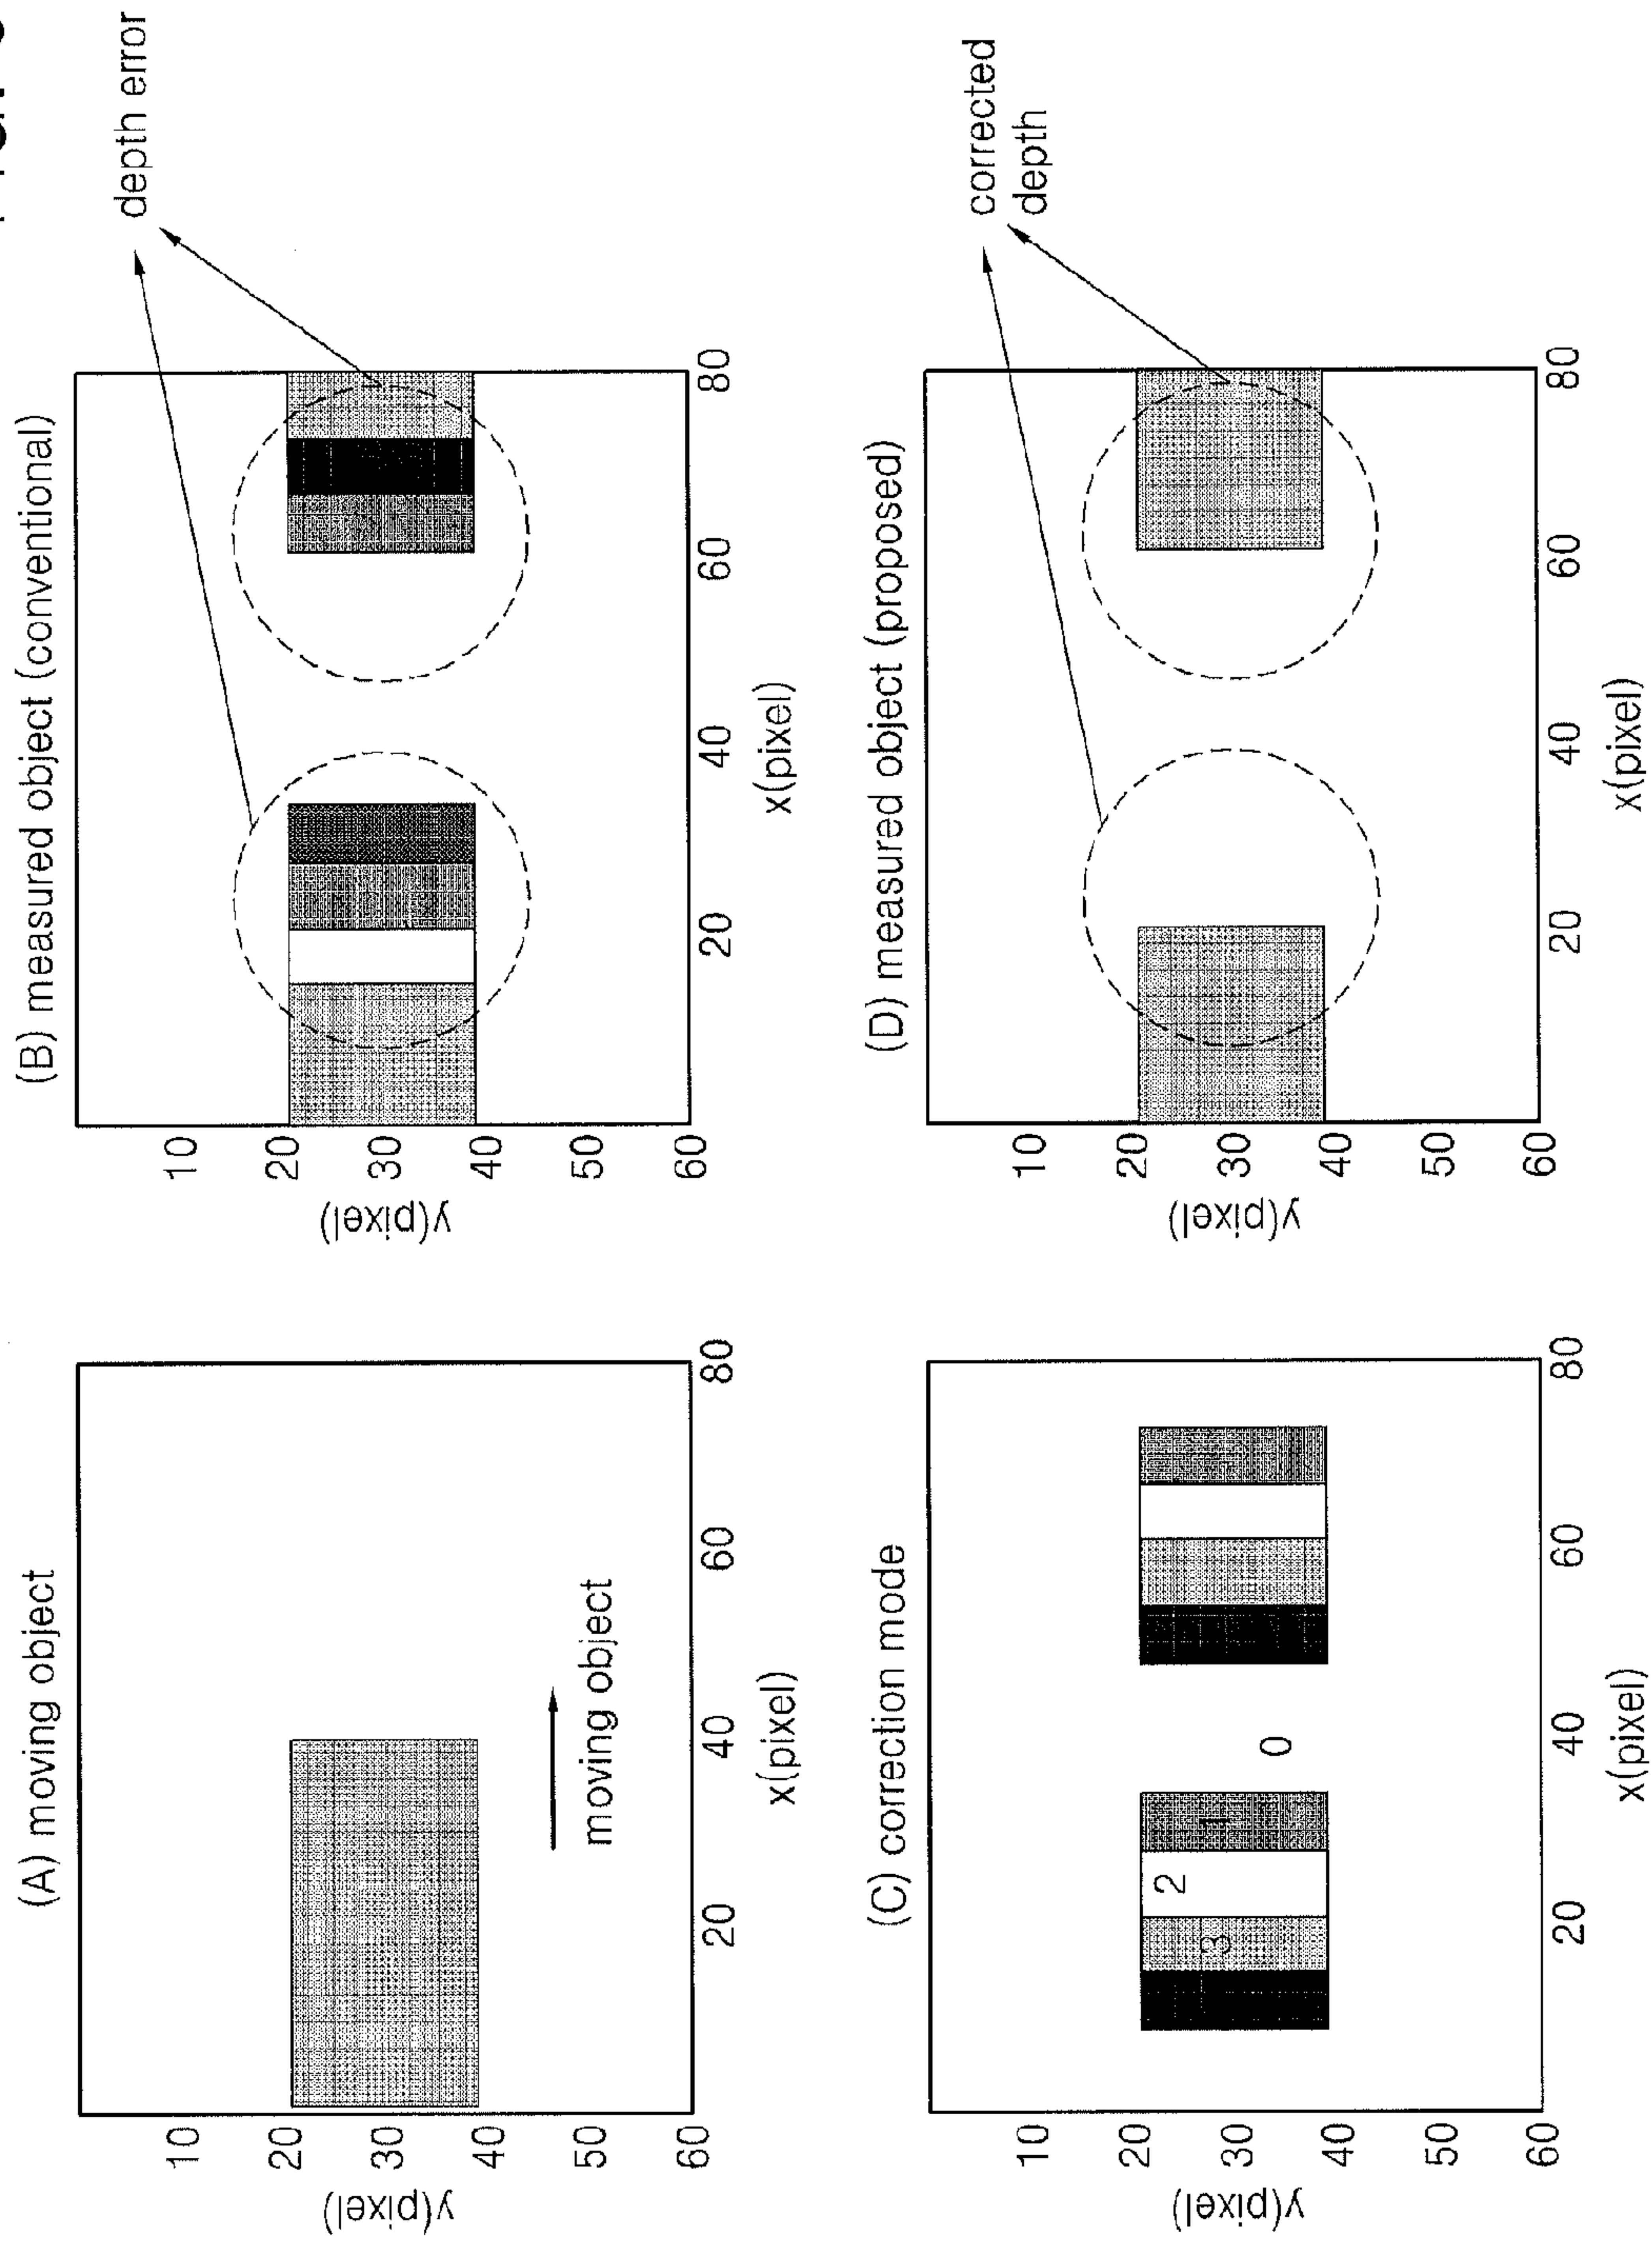 (A) moving object
10
20
30
40
50
60
y(pixel)
20
40
60
80
x(pixel)
moving object
(B) measured object (conventional)
10
20
30
40
50
60
y(pixel)
20
40
60
80
x(pixel)
depth error
(C) correction mode
10
20
30
40
50
60
y(pixel)
3
2
1
0
20
40
60
80
x(pixel)
(D) measured object (proposed)
10
20
30
40
50
60
y(pixel)
20
40
60
80
x(pixel)
corrected
depth